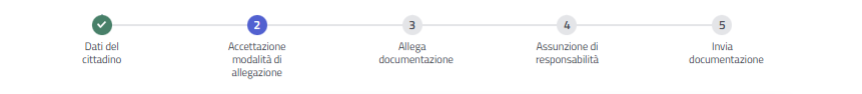 2
3
4
5
Dati del
cittadino
Accettazione
modalità di
allegazione
Allega
documentazione
Assunzione di
responsabilità
Invia
documentazione